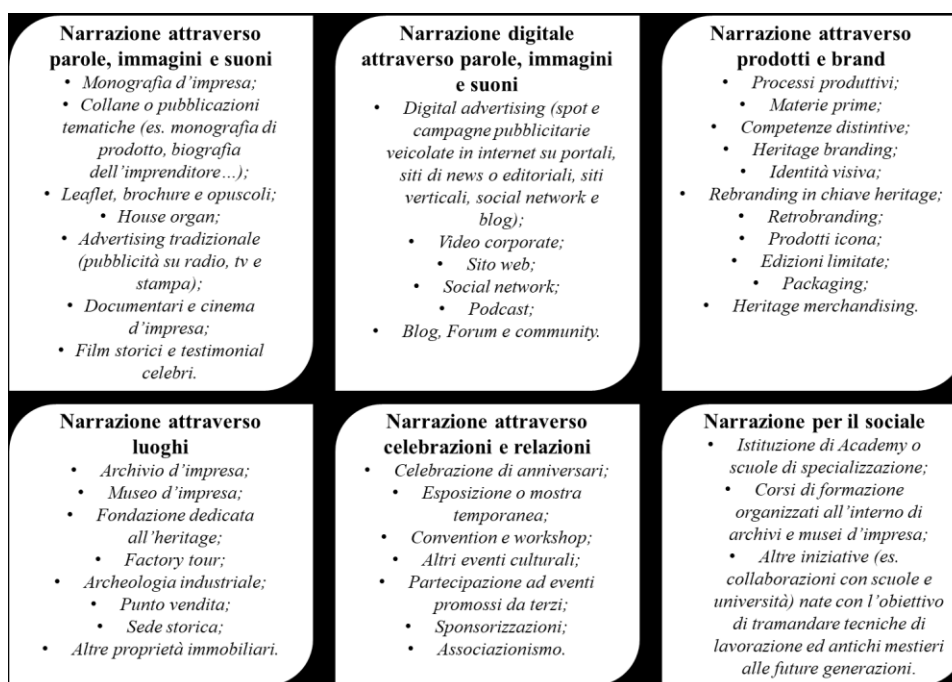 Narrazione attraverso
parole, immagini e suoni
• Monografia d'impresa;
• Collane o pubblicazioni
tematiche (es. monografia di
prodotto, biografia
dell'imprenditore…);
• Leaflet, brochure e opuscoli;
• House organ;
• Advertising tradizionale
(pubblicità su radio, tv e
stampa);
• Documentari e cinema
d'impresa;
• Film storici e testimonial
celebri.
Narrazione digitale
attraverso parole, immagini
e suoni
• Digital advertising (spot e
campagne pubblicitarie
veicolate in internet su portali,
siti di news o editoriali, siti
verticali, social network e
blog);
• Video corporate;
• Sito web;
• Social network;
• Podcast;
• Blog, Forum e community.
Narrazione attraverso
prodotti e brand
• Processi produttivi;
• Materie prime;
• Competenze distintive;
• Heritage branding;
• Identità visiva;
• Rebranding in chiave heritage;
• Retrobranding;
• Prodotti icona;
• Edizioni limitate;
• Packaging;
• Heritage merchandising.
Narrazione attraverso
luoghi
• Archivio d'impresa;
• Museo d'impresa;
• Fondazione dedicata
all'heritage;
• Factory tour;
• Archeologia industriale;
• Punto vendita;
• Sede storica;
• Altre proprietà immobiliari.
Narrazione attraverso
celebrazioni e relazioni
• Celebrazione di anniversari;
• Esposizione o mostra
temporanea;
• Convention e workshop;
• Altri eventi culturali;
• Partecipazione ad eventi
promossi da terzi;
• Sponsorizzazioni;
• Associazionismo.
Narrazione per il sociale
• Istituzione di Academy o
scuole di specializzazione;
• Corsi di formazione
organizzati all'interno di
archivi e musei d'impresa;
• Altre iniziative (es.
collaborazioni con scuole e
università) nate con l'obiettivo
di tramandare tecniche di
lavorazione ed antichi mestieri
alle future generazioni.